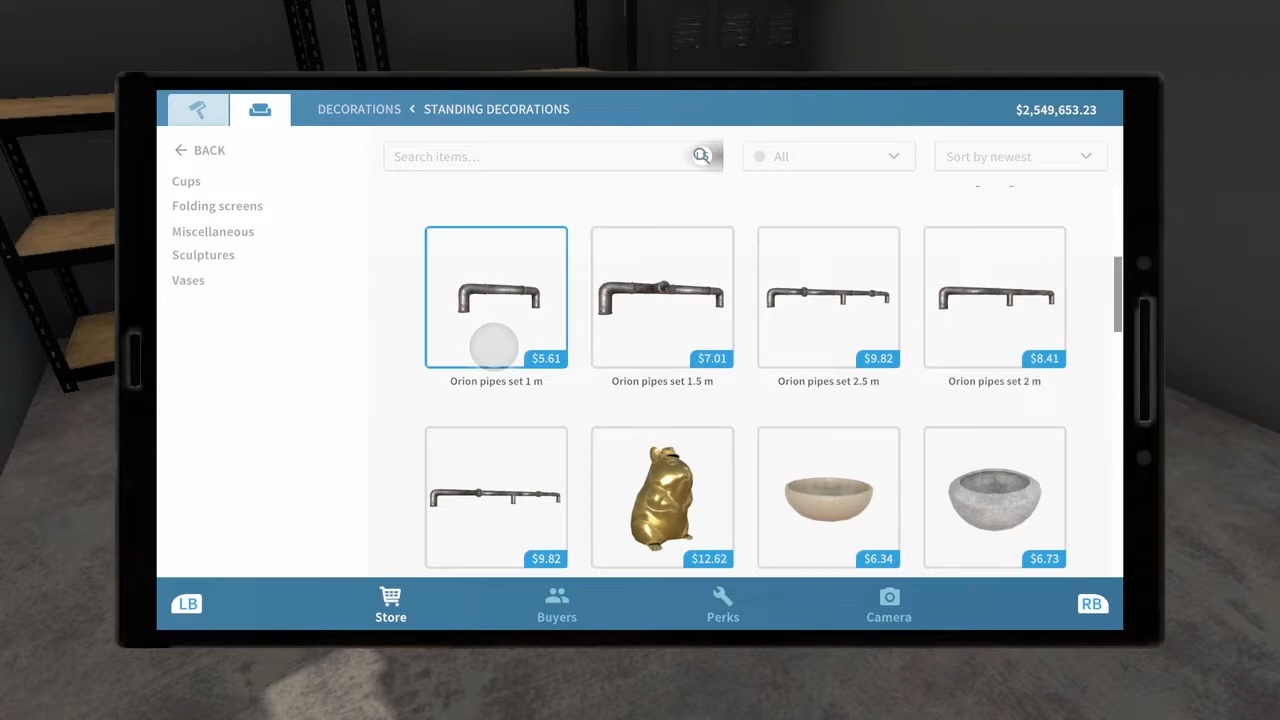 DECORATIONS < STANDING DECORATIONS
$2,549,653.23
BACK
Search items...
All
Sort by newest
Cups
Folding screens
Miscellaneous
Sculptures
Vases
$5.61
$7.01
$9.82
$8.41
Orion pipes set 1 m
Orion pipes set 1.5 m
Orion pipes set 2.5 m
Orion pipes set 2 m
$9.82
$12.62
$6.34
$6.73
LB
Store
Buyers
Perks
Camera
RB